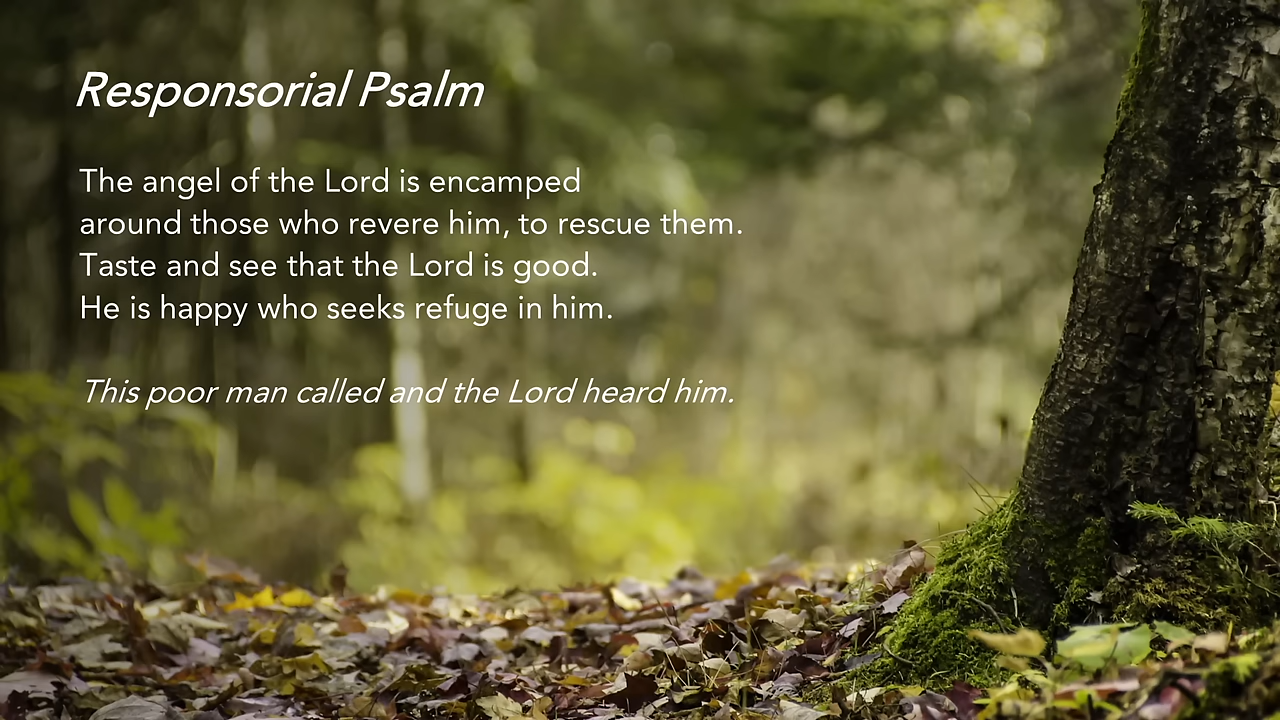 Responsorial Psalm
The angel of the Lord is encamped
around those who revere him, to rescue them.
Taste and see that the Lord is good.
He is happy who seeks refuge in him.
This poor man called and the Lord heard him.